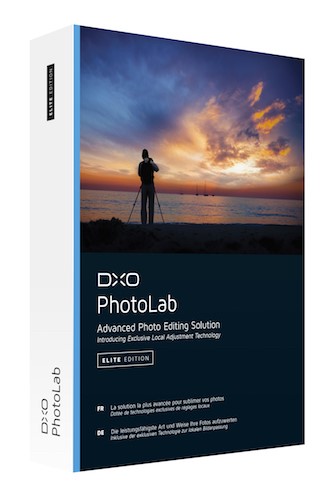 ELITE EDITION
DXO PhotoLab
DXO
PhotoLab
Advanced Photo Editing Solution
Introducing Exclusive Local Adjustment Technology
ELITE EDITION
FR La solution la plus avancée pour sublimer vos photos
Dotée de technologies exclusives de réglages locaux
DE Die leistungsfähigste Art und Weise Ihre Fotos aufzuwerten
Inklusive der exklusiven Technologie zur lokalen Bildanpassung